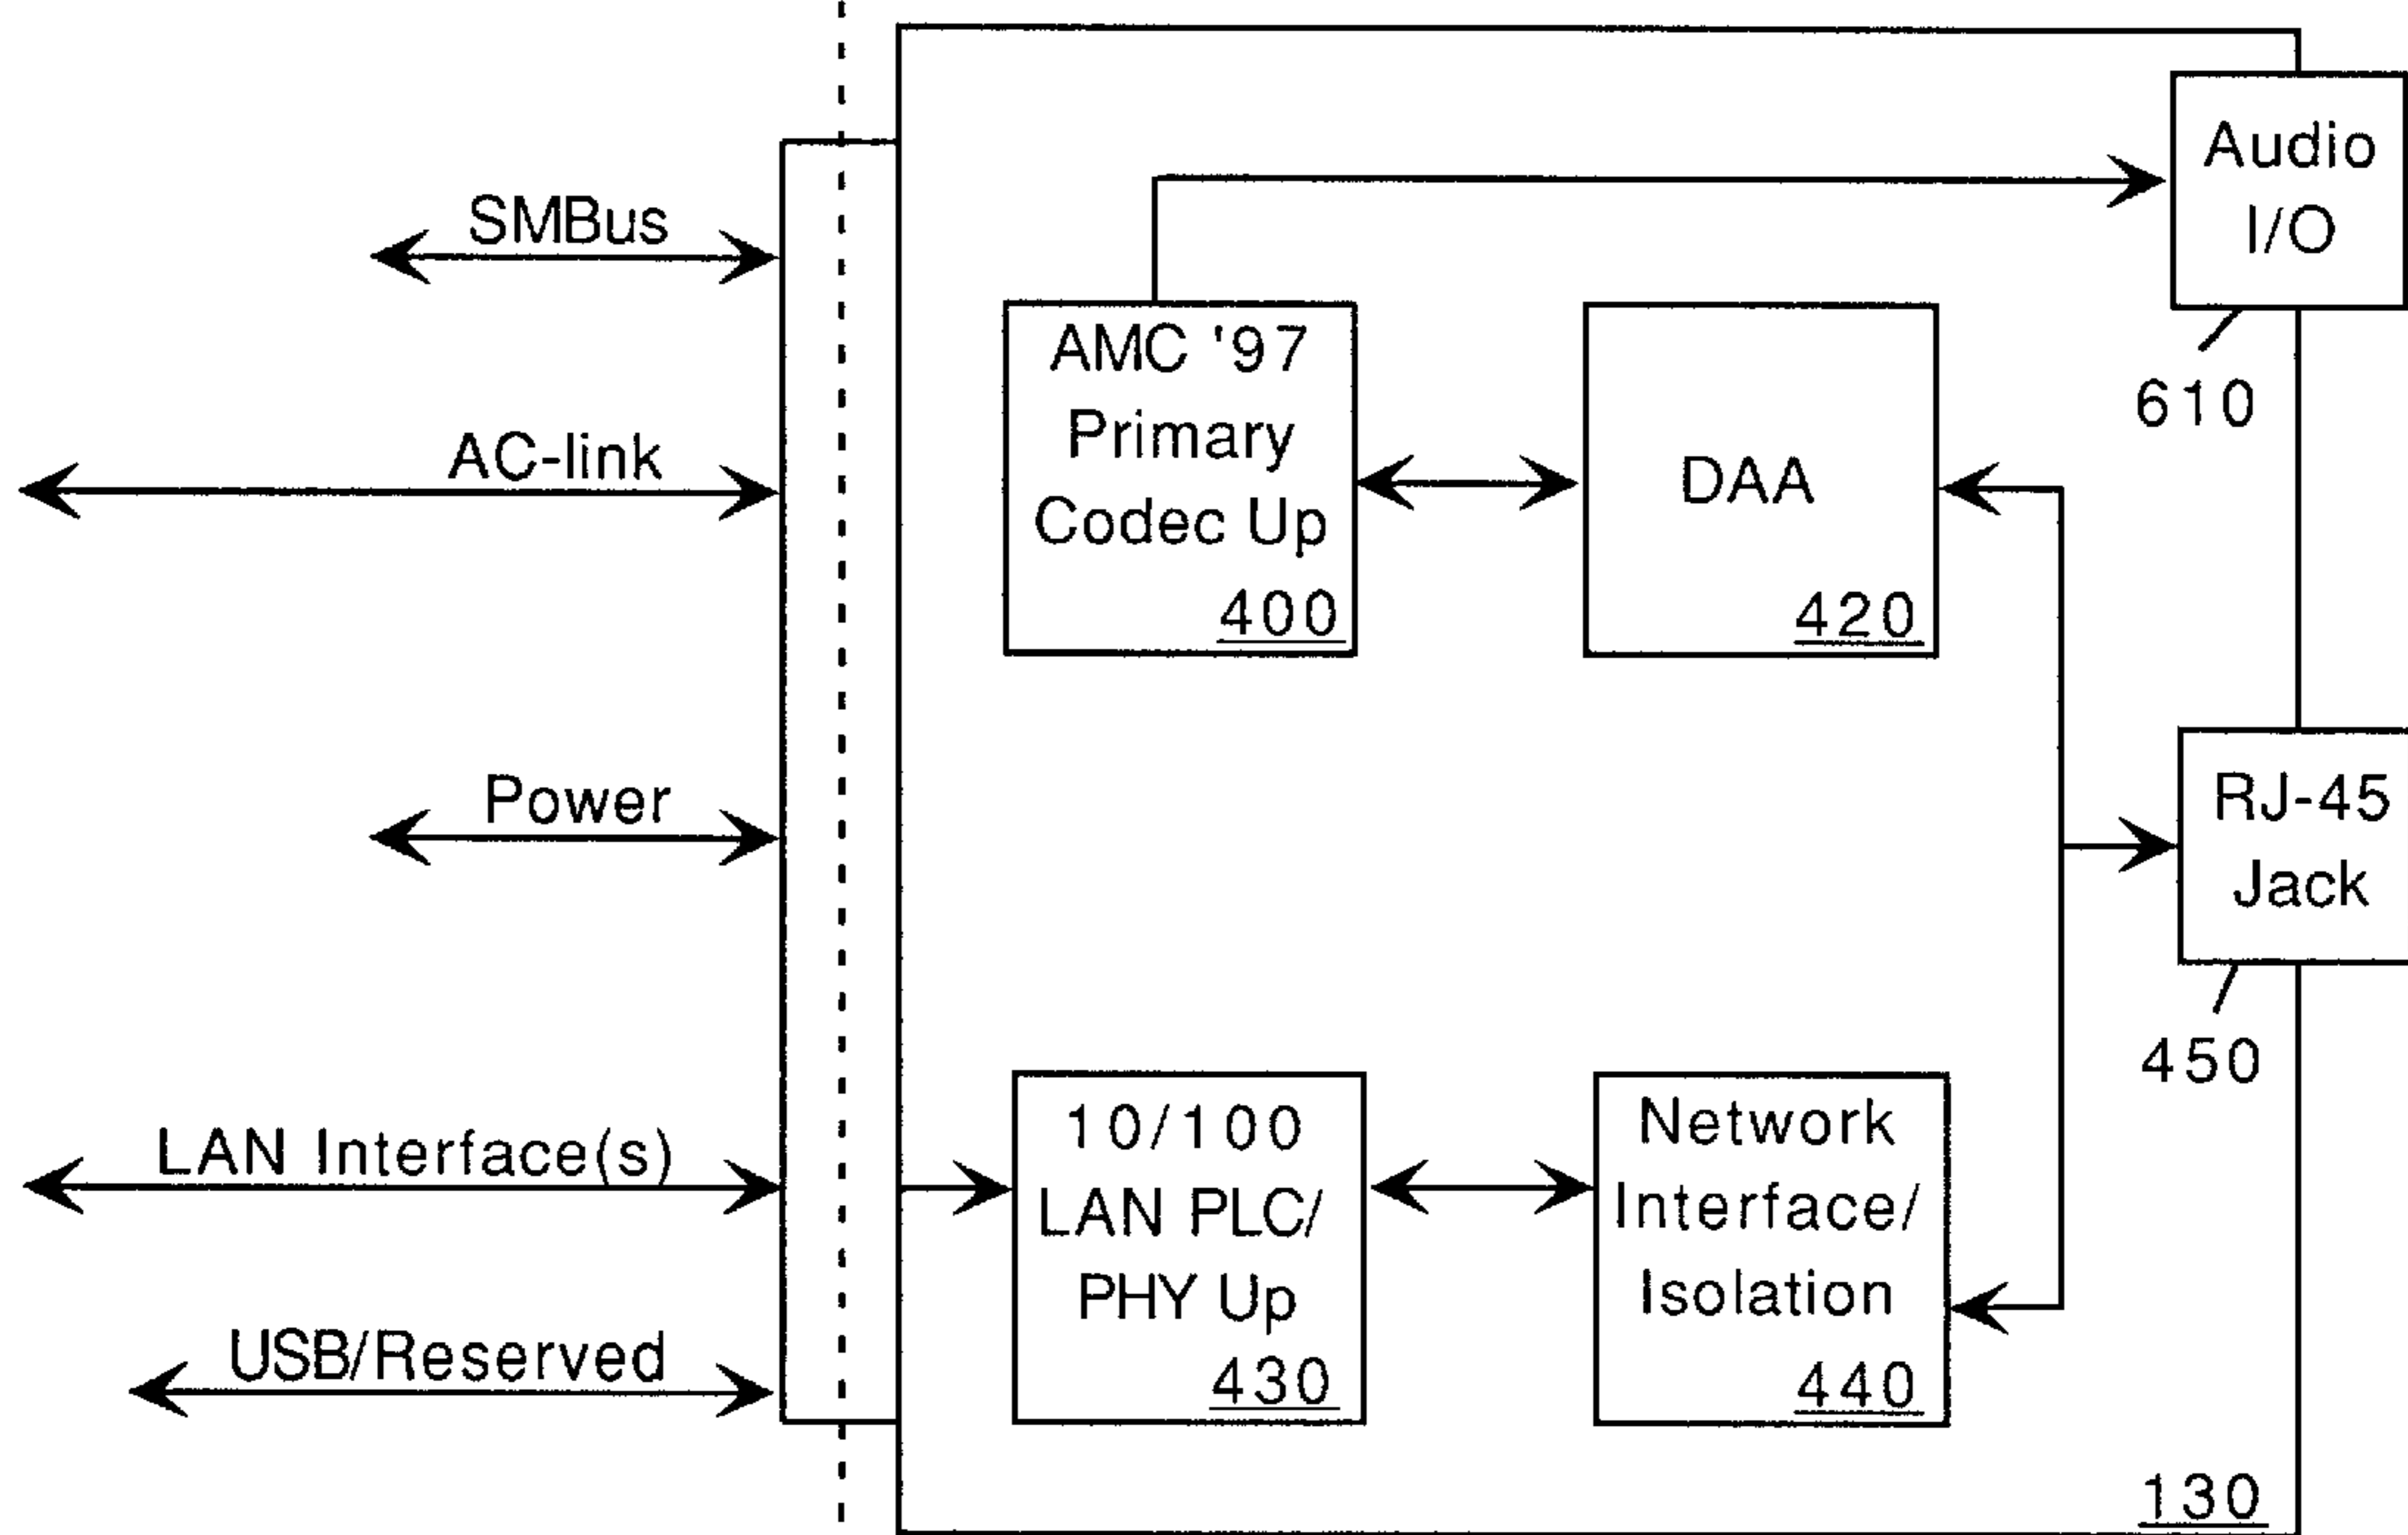 SMBus
AC-link
Power
LAN Interface(s)
USB/Reserved
AMC '97
Primary
Codec Up
400
DAA
420
Audio
I/O
610
RJ-45
Jack
450
10/100
LAN PLC/
PHY Up
430
Network
Interface/
Isolation
440
130